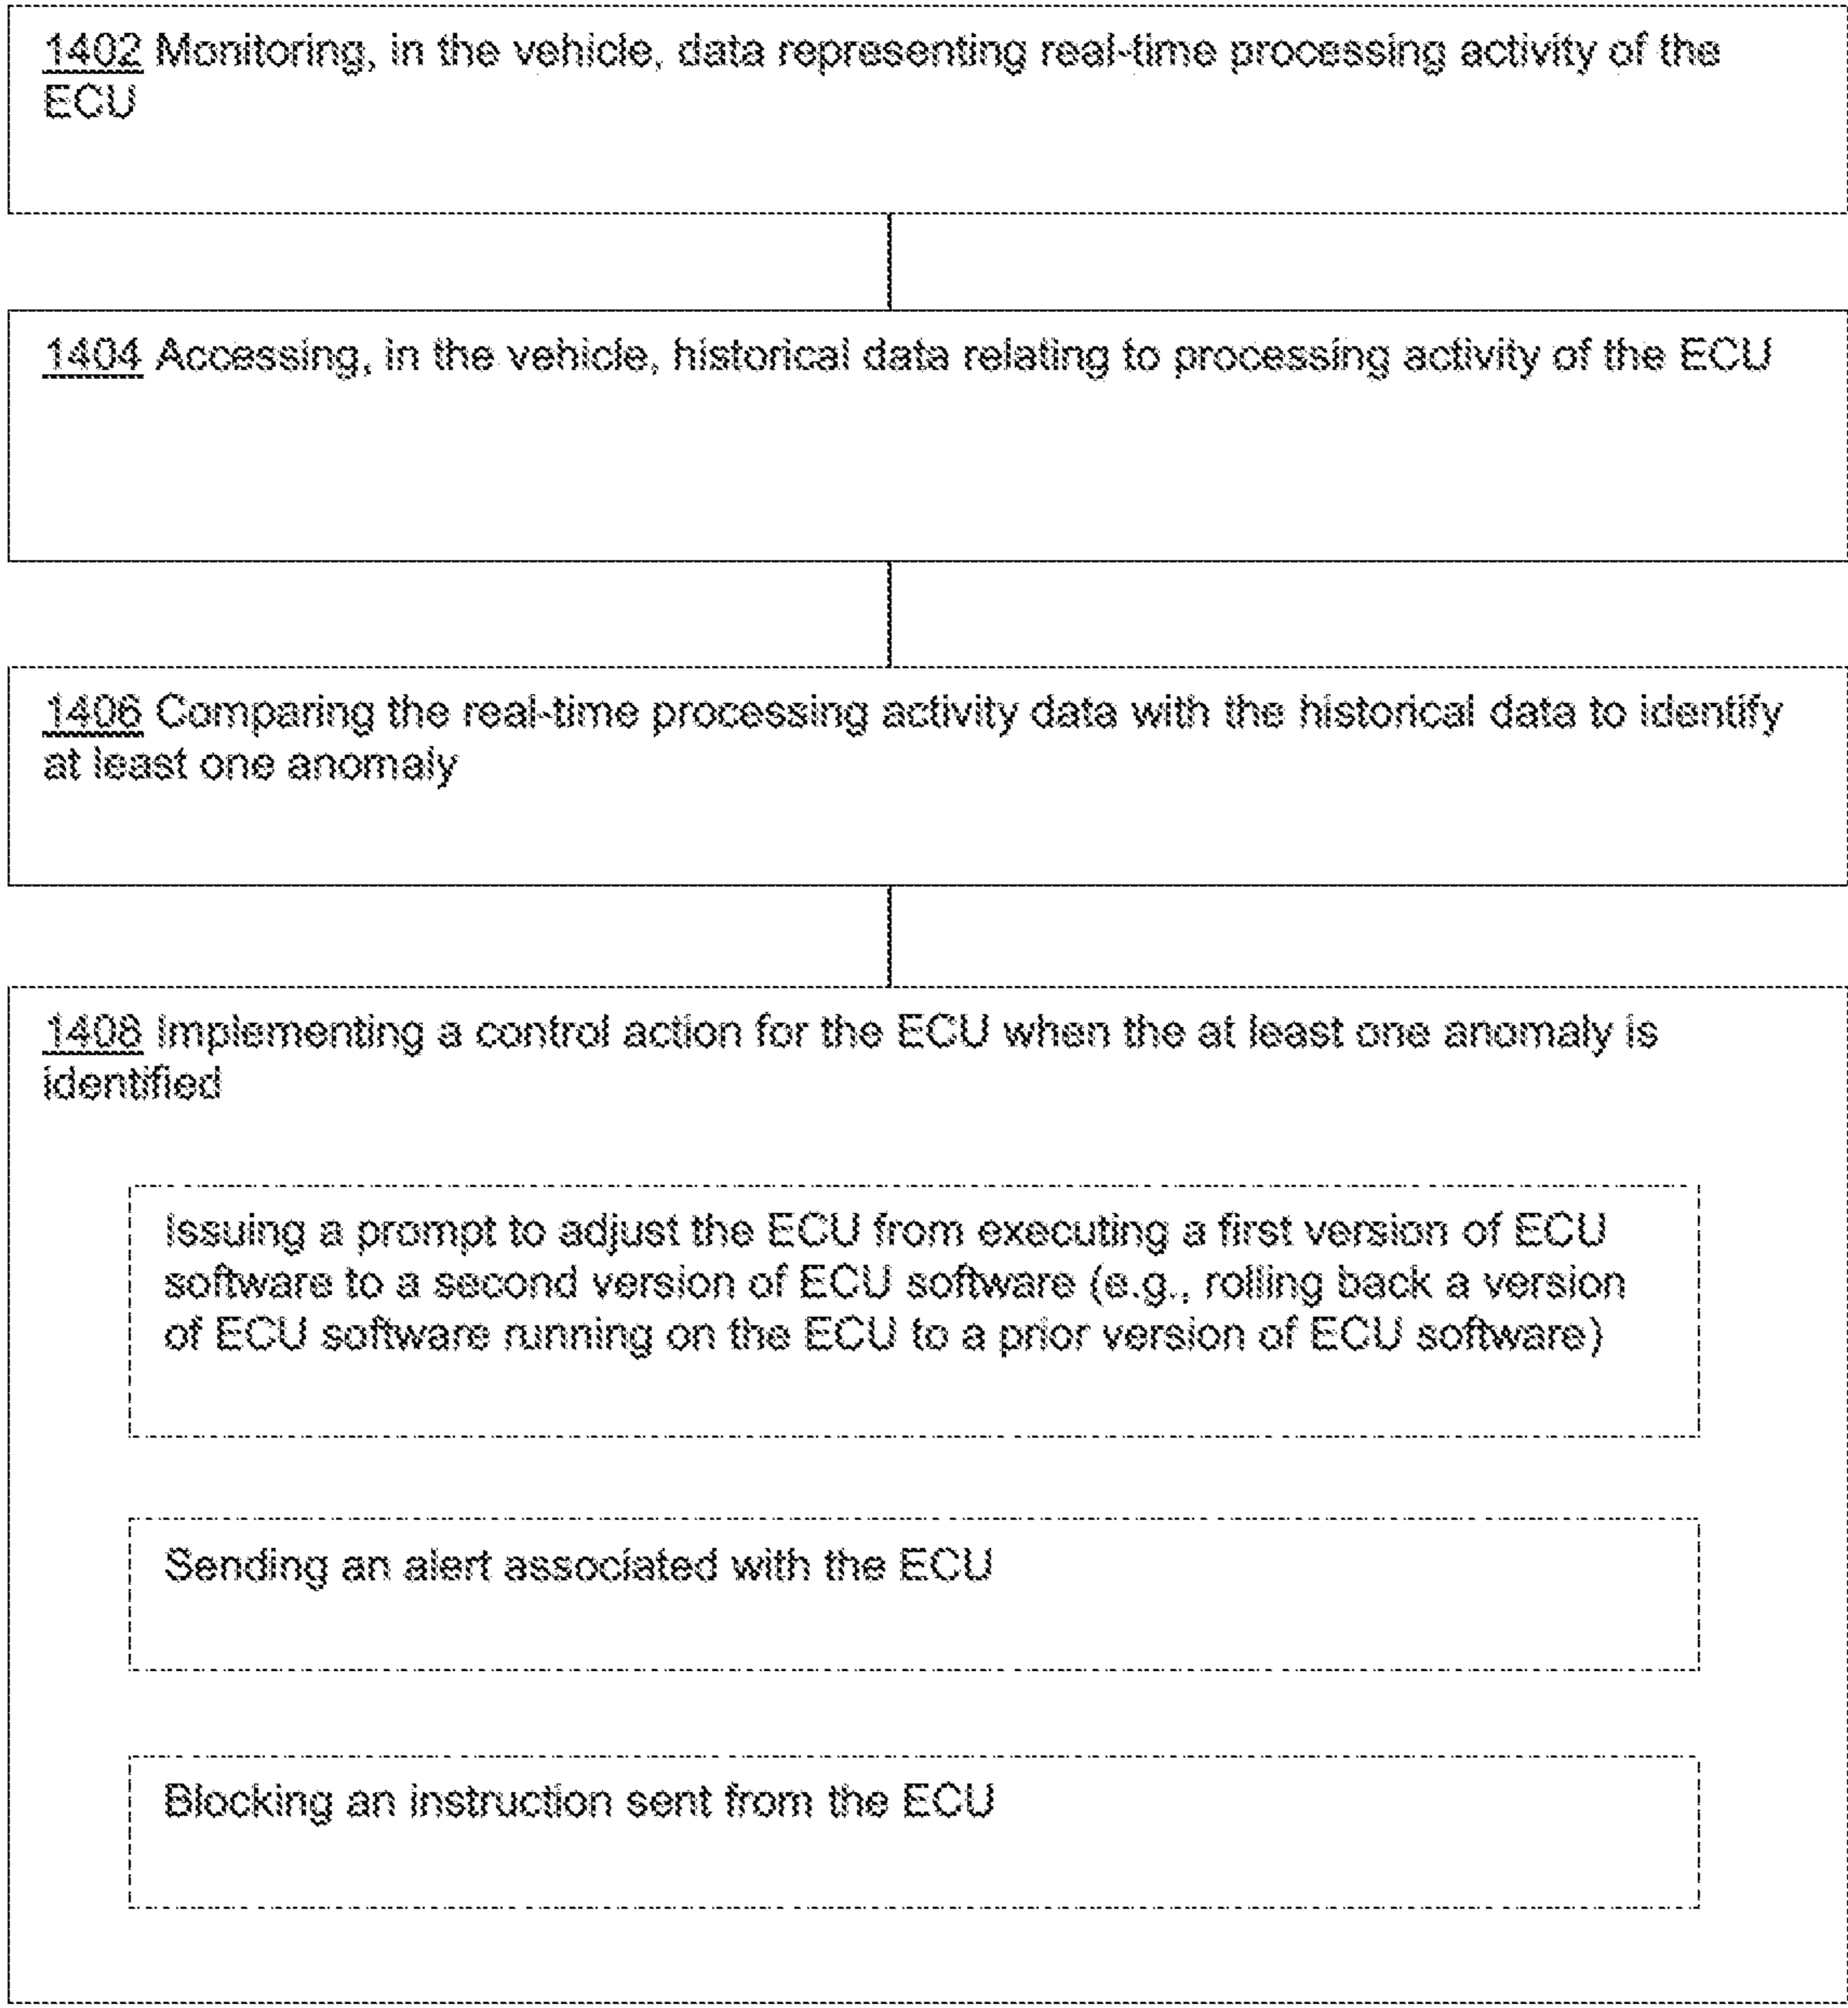 1402 Monitoring, in the vehicle, data representing real-time processing activity of the
ECU
1404 Accessing, in the vehicle, historical data relating to processing activity of the ECU
1406 Comparing the real-time processing activity data with the historical data to identify
at least one anomaly
1408 Implementing a control action for the ECU when the at least one anomaly is
identified
Issuing a prompt to adjust the ECU from executing a first version of ECU
software to a second version of ECU software (e.g., rolling back a version
of ECU software running on the ECU to a prior version of ECU software)
Sending an alert associated with the ECU
Blocking an instruction sent from the ECU